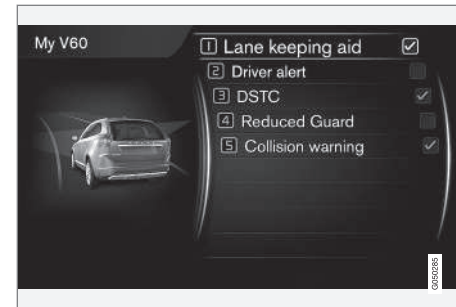 My V60
1 Lane keeping aid
2 Driver alert
3 DSTC
4 Reduced Guard
5 Collision warning
G050285